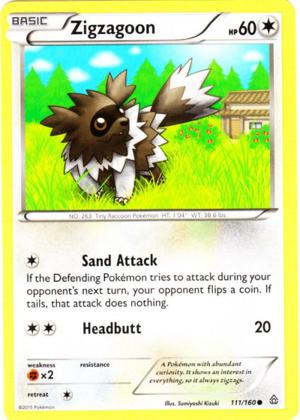 BASIC
Zigzagoon HP60
NO. 263 Tiny Raccoon Pokémon HT: 1'04" WT: 38.6 lbs.
Sand Attack
If the Defending Pokémon tries to attack during your
opponent's next turn, your opponent flips a coin. If
tails, that attack does nothing.
Headbutt 20
weakness resistance
×2
A Pokémon with abundant
curiosity. It shows an interest in
everything, so it always zigzags.
retreat
Illus. Sumiyoshi Kizuki 111/160
©2015 Pokémon